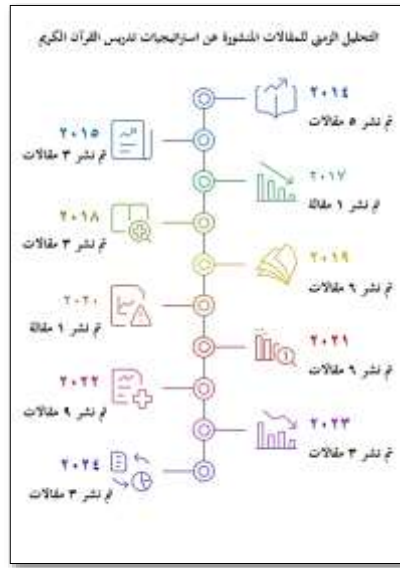 التحليل الزمني للمقالات المنشورة عن استراتيجيات تدريس القرآن الكريم
٢٠١٤
تم نشر ٥ مقالات
٢٠١٥
تم نشر ٣ مقالات
٢٠١٧
تم نشر ١ مقالة
٢٠١٨
تم نشر ٣ مقالات
٢٠١٩
تم نشر ٦ مقالات
٢٠٢٠
تم نشر ١ مقالة
٢٠٢١
تم نشر ٦ مقالات
٢٠٢٢
تم نشر ٩ مقالات
٢٠٢٣
تم نشر ٣ مقالات
٢٠٢٤
تم نشر ٣ مقالات